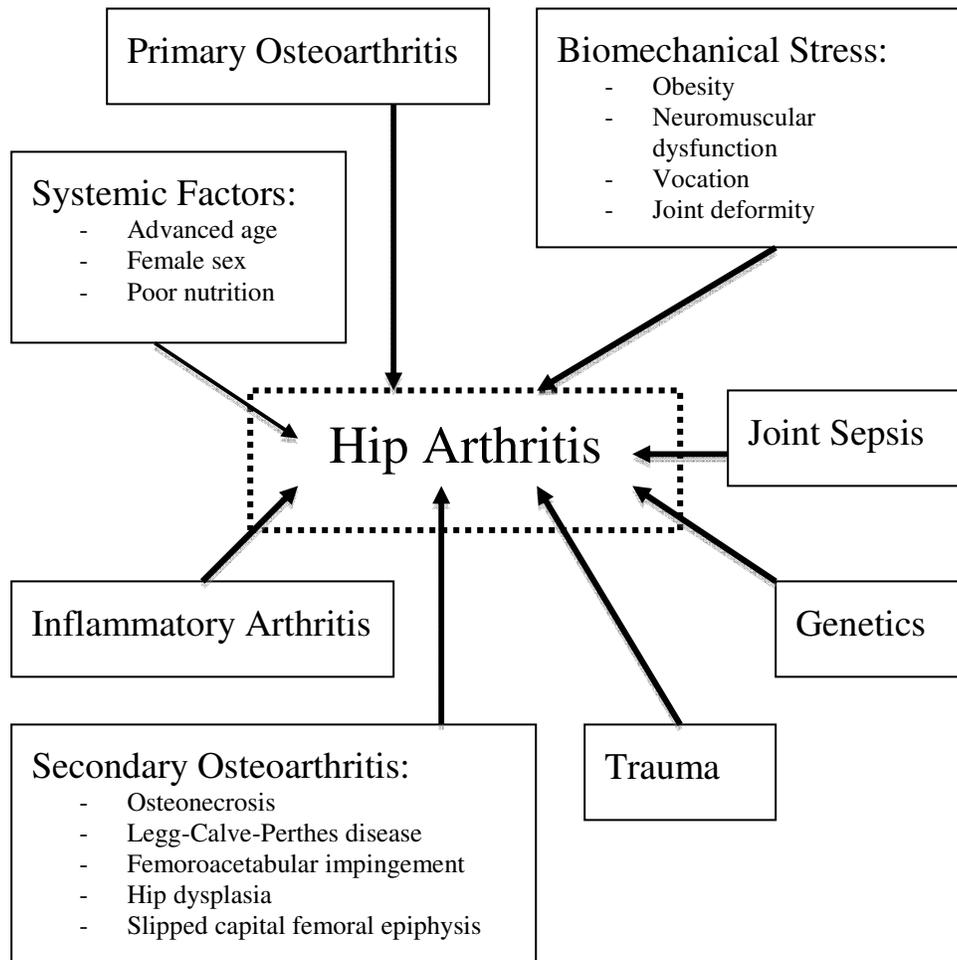 Primary Osteoarthritis
Biomechanical Stress:
- Obesity
- Neuromuscular
dysfunction
- Vocation
- Joint deformity
Systemic Factors:
- Advanced age
- Female sex
- Poor nutrition
Hip Arthritis
Joint Sepsis
Inflammatory Arthritis
Genetics
Secondary Osteoarthritis:
- Osteonecrosis
- Legg-Calve-Perthes disease
- Femoroacetabular impingement
- Hip dysplasia
- Slipped capital femoral epiphysis
Trauma